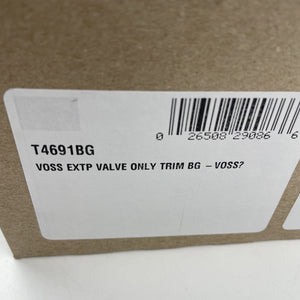 0 26508 29086 6
T4691BG
VOSS EXTP VALVE ONLY TRIM BG – VOSS?